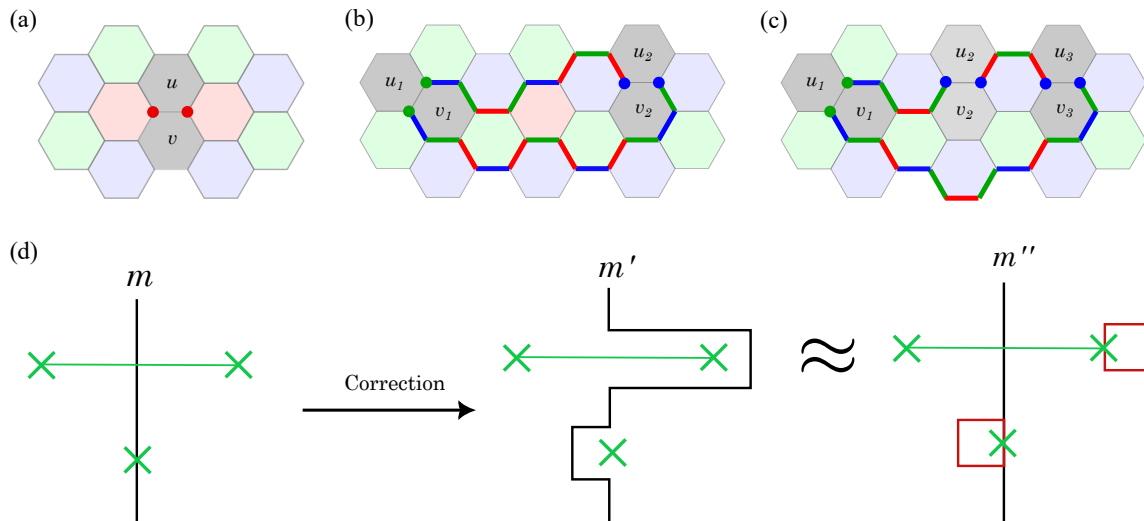 (a)
u
v
(b)
u1
v1
u2
v2
(c)
u1
v1
u2
v2
u3
v3
(d)
m
Correction
m′
≈
m′′